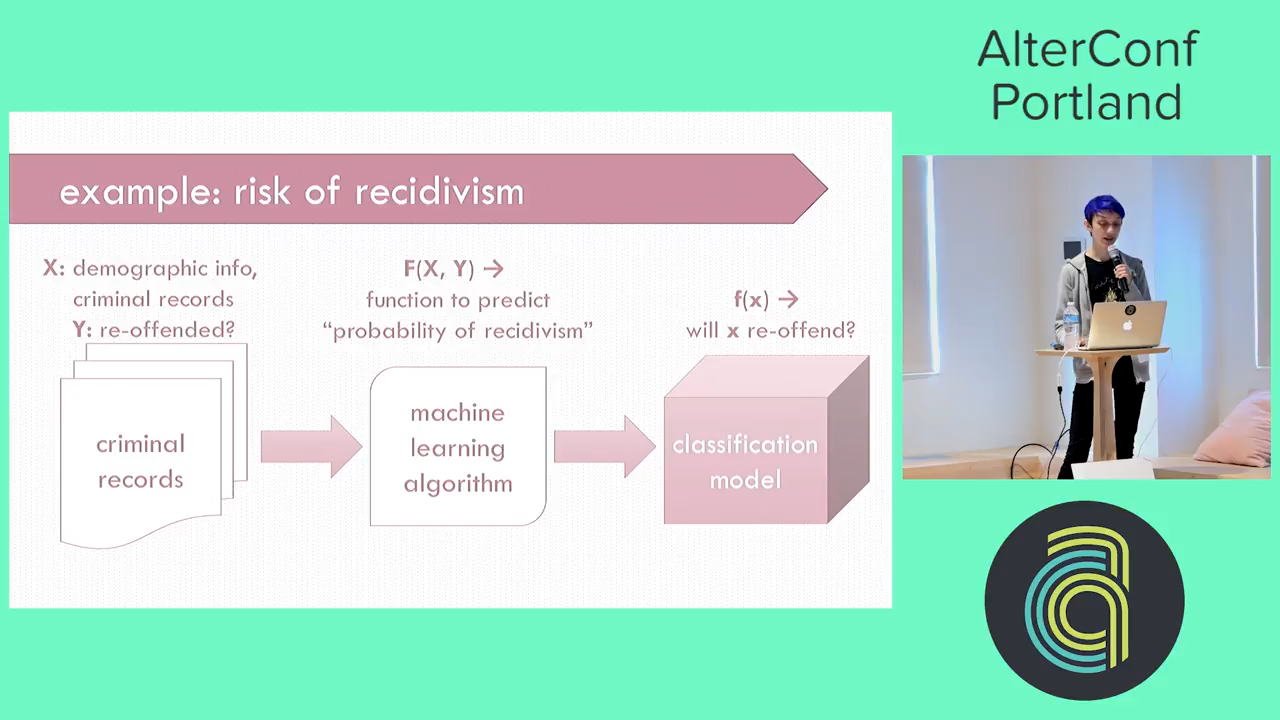 AlterConf
Portland
example: risk of recidivism
X: demographic info,
criminal records
Y: re-offended?
F(X, Y) →
function to predict
“probability of recidivism”
f(x) →
will x re-offend?
criminal
records
machine
learning
algorithm
classification
model